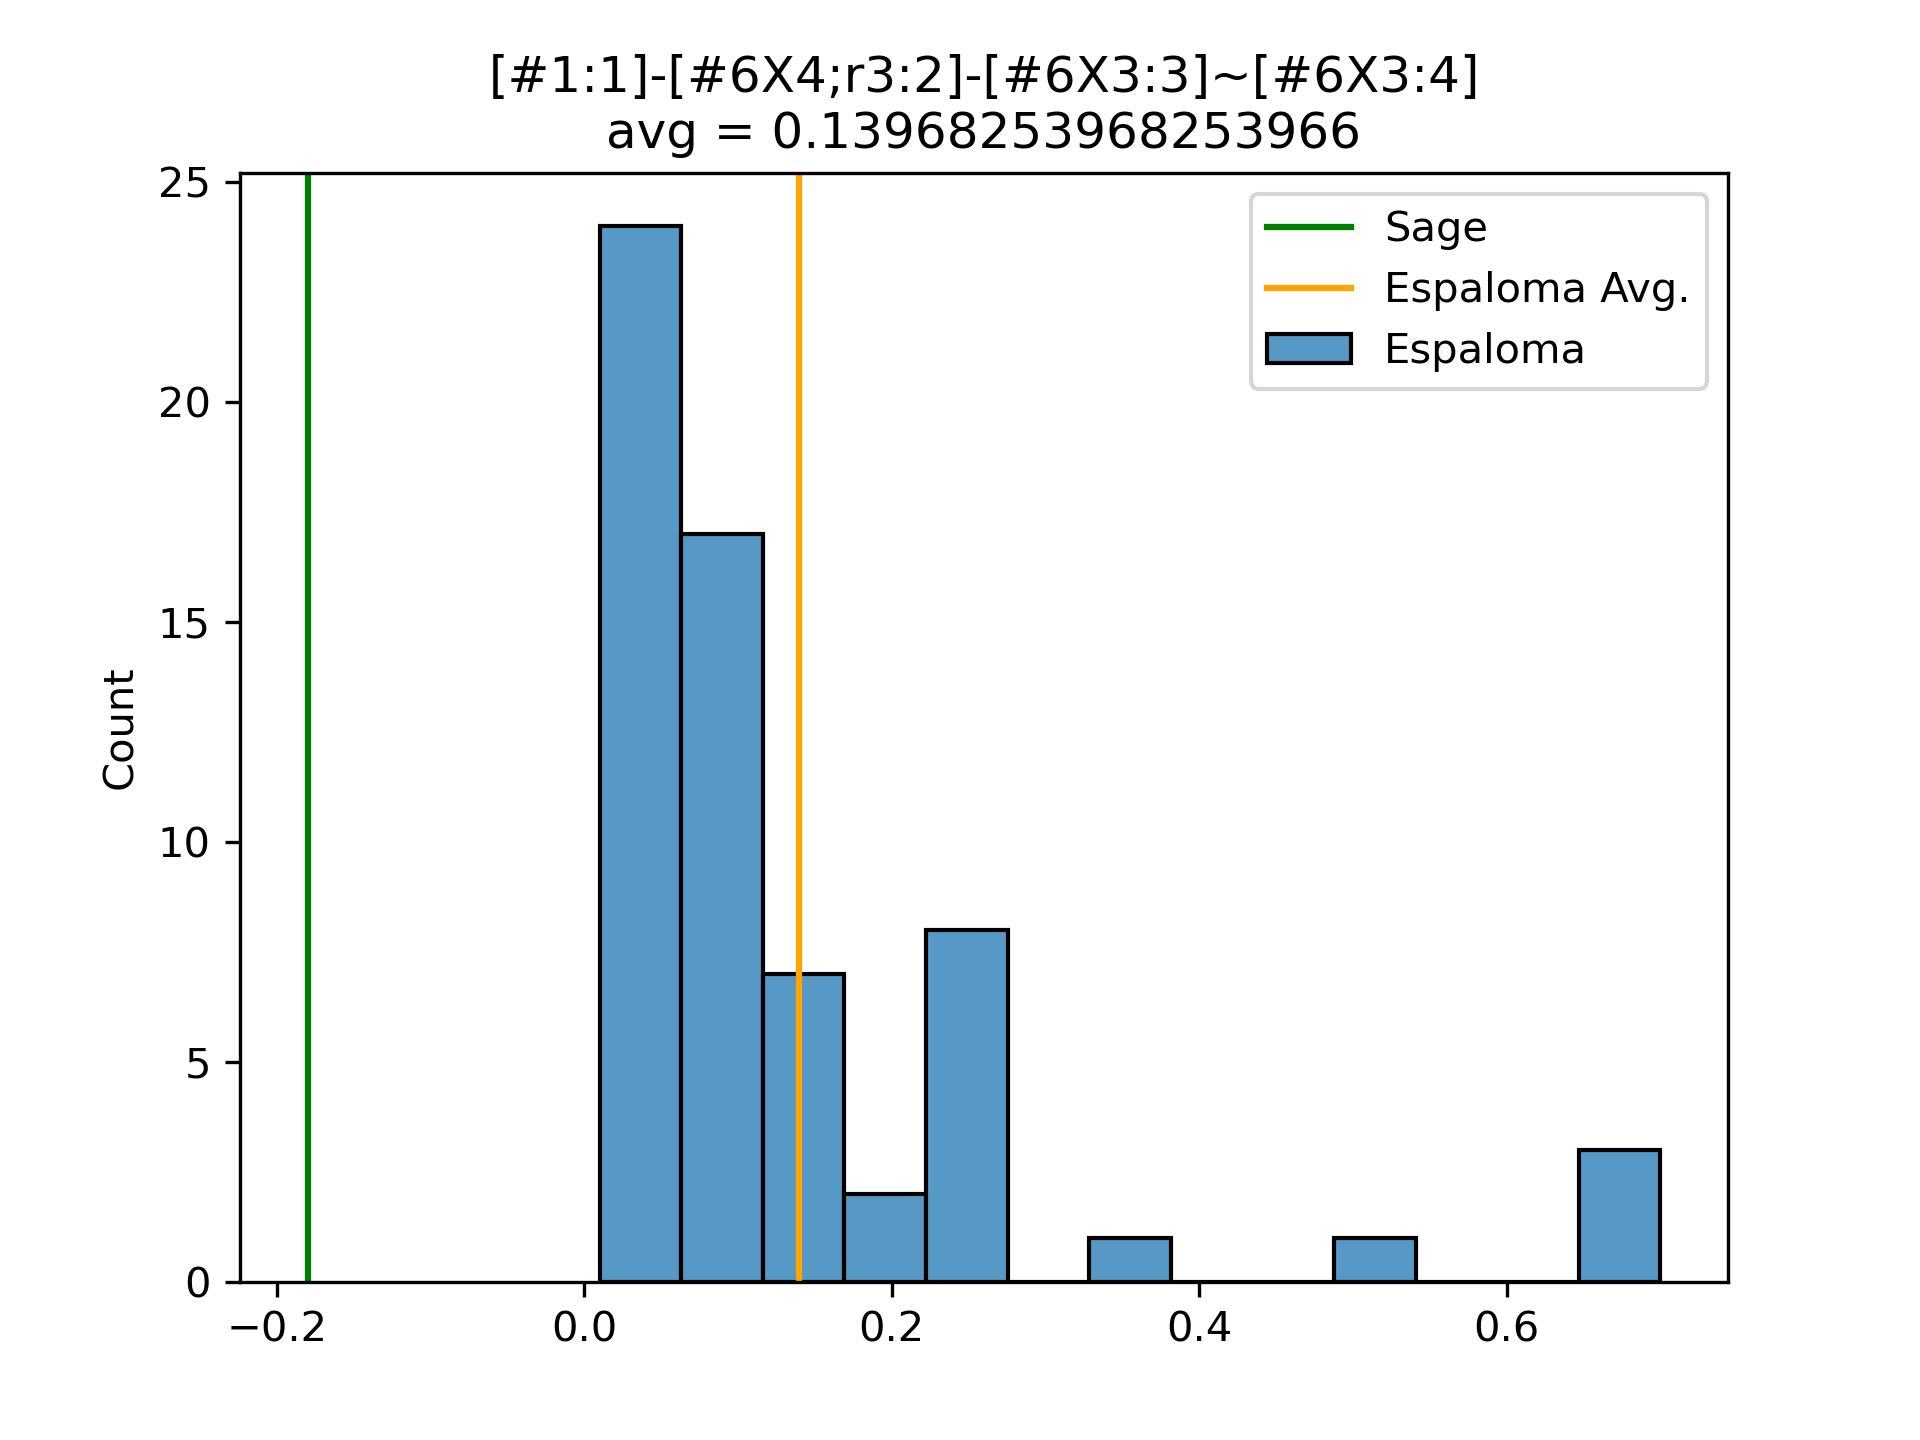 [#1:1]-[#6X4;r3:2]-[#6X3:3]~[#6X3:4]
avg = 0.13968253968253966
25
20
15
10
5
0
Count
−0.2
0.0
0.2
0.4
0.6
Sage
Espaloma Avg.
Espaloma